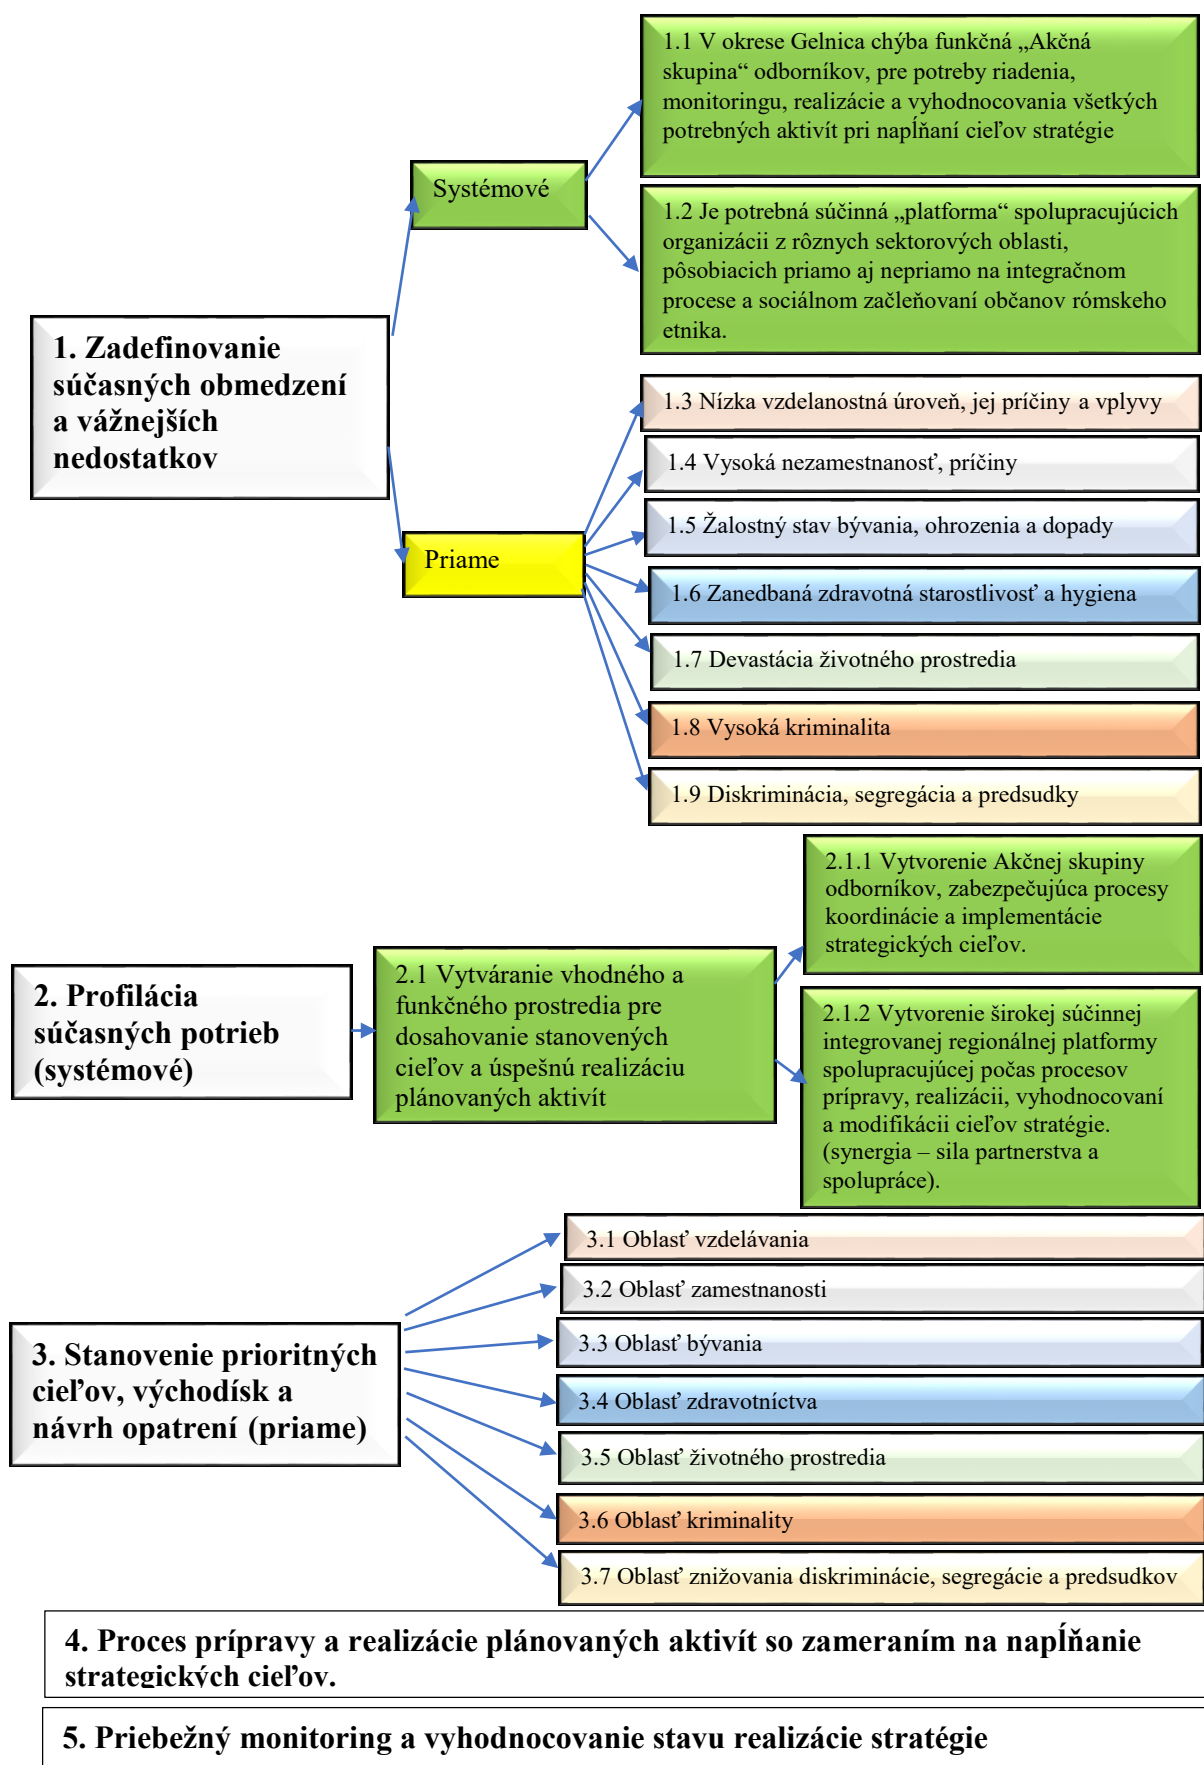 1.1 V okrese Gelnica chýba funkčná „Akčná
skupina“ odborníkov, pre potreby riadenia,
monitoringu, realizácie a vyhodnocovania všetkých
potrebných aktivít pri napĺňaní cieľov stratégie
Systémové
1.2 Je potrebná súčinná „platforma“ spolupracujúcich
organizácii z rôznych sektorových oblasti,
pôsobiacich priamo aj nepriamo na integračnom
procese a sociálnom začleňovaní občanov rómskeho
etnika.
1. Zadefinovanie
súčasných obmedzení
a vážnejších
nedostatkov
1.3 Nízka vzdelanostná úroveň, jej príčiny a vplyvy
1.4 Vysoká nezamestnanosť, príčiny
1.5 Žalostný stav bývania, ohrozenia a dopady
Priame
1.6 Zanedbaná zdravotná starostlivosť a hygiena
1.7 Devastácia životného prostredia
1.8 Vysoká kriminalita
1.9 Diskriminácia, segregácia a predsudky
2. Profilácia
súčasných potrieb
(systémové)
2.1 Vytváranie vhodného a
funkčného prostredia pre
dosahovanie stanovených
cieľov a úspešnú realizáciu
plánovaných aktivít
2.1.1 Vytvorenie Akčnej skupiny
odborníkov, zabezpečujúca procesy
koordinácie a implementácie
strategických cieľov.
2.1.2 Vytvorenie širokej súčinnej
integrovanej regionálnej platformy
spolupracujúcej počas procesov
prípravy, realizácii, vyhodnocovaní
a modifikácii cieľov stratégie.
(synergia – sila partnerstva a
spolupráce).
3. Stanovenie prioritných
cieľov, východísk a
návrh opatrení (priame)
3.1 Oblasť vzdelávania
3.2 Oblasť zamestnanosti
3.3 Oblasť bývania
3.4 Oblasť zdravotníctva
3.5 Oblasť životného prostredia
3.6 Oblasť kriminality
3.7 Oblasť znižovania diskriminácie, segregácie a predsudkov
4. Proces prípravy a realizácie plánovaných aktivít so zameraním na napĺňanie
strategických cieľov.
5. Priebežný monitoring a vyhodnocovanie stavu realizácie stratégie